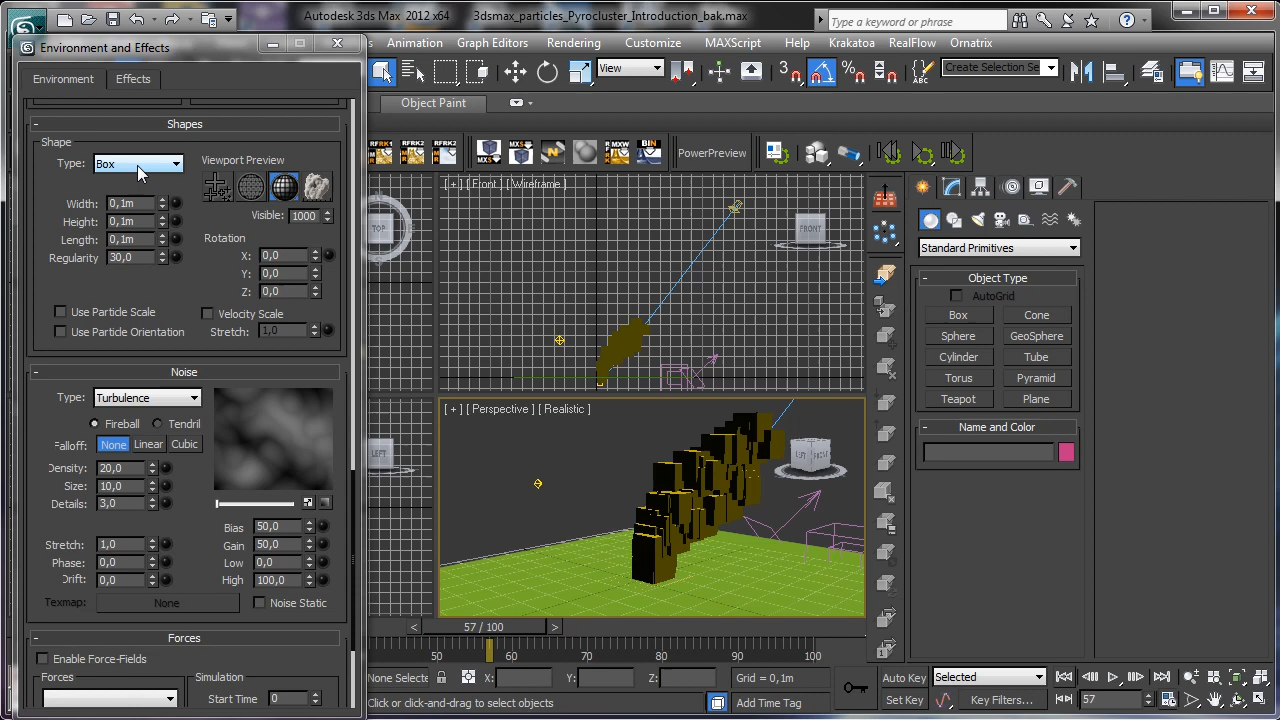 Autodesk 3ds Max 2012 x64
3dsmax_particles_Pyrocluster_Introduction_bak.max
Type a keyword or phrase
Environment and Effects
Animation
Graph Editors
Rendering
Customize
MAXScript
Help
Krakatoa
RealFlow
Ornatrix
Environment
Effects
View
Create Selection Se
Object Paint
RFRK1
RFRK2
RFRK2
MXS
MXS
MXM
BIN
PowerPreview
- Shapes
Shape
Type: Box
Viewport Preview
Width: 0,1m
Height: 0,1m
Length: 0,1m
Regularity 30,0
Visible: 1000
Rotation
X: 0,0
Y: 0,0
Z: 0,0
Use Particle Scale
Use Particle Orientation
Velocity Scale
Stretch: 1,0
- Noise
Type: Turbulence
Fireball
Tendril
Falloff: None Linear Cubic
Density: 20,0
Size: 10,0
Details: 3,0
Stretch: 1,0
Phase: 0,0
Drift: 0,0
Bias 50,0
Gain 50,0
Low 0,0
High 100,0
Texmap: None
Noise Static
- Forces
Enable Force-Fields
Forces
Simulation
Start Time 0
TOP
[ + ] [ Front ] [ Wireframe ]
FRONT
LEFT
[ + ] [ Perspective ] [ Realistic ]
LEFT FRONT
Standard Primitives
- Object Type
AutoGrid
Box Cone
Sphere GeoSphere
Cylinder Tube
Torus Pyramid
Teapot Plane
- Name and Color
< 57 / 100 >
50 60 70 80 90 100
None Selecte
X:
Y:
Z:
Grid = 0,1m
Auto Key
Selected
Click or click-and-drag to select objects
Add Time Tag
Set Key
Key Filters...
57